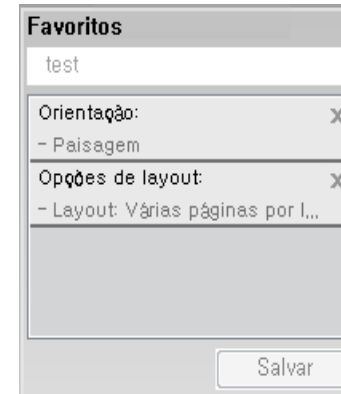 Favoritos
test
Orientação: X
- Paisagem
Opções de layout: X
- Layout: Várias páginas por l...
Salvar